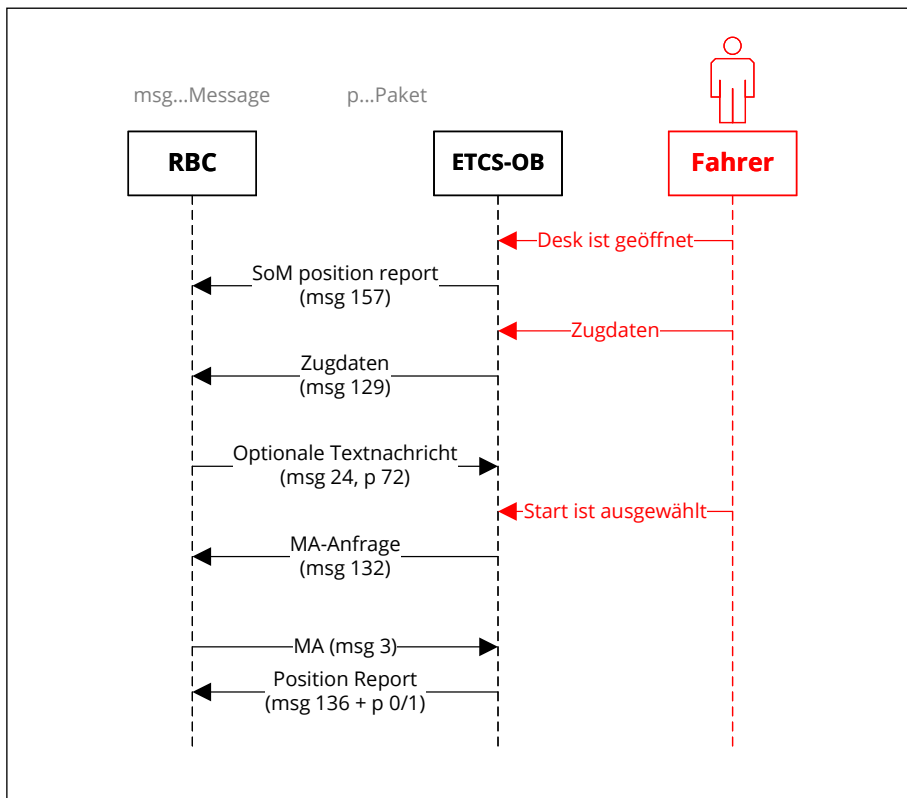 msg...Message p...Paket
RBC ETCS-OB Fahrer
Desk ist geöffnet
SoM position report
(msg 157)
Zugdaten
Zugdaten
(msg 129)
Optionale Textnachricht
(msg 24, p 72)
Start ist ausgewählt
MA-Anfrage
(msg 132)
MA (msg 3)
Position Report
(msg 136 + p 0/1)